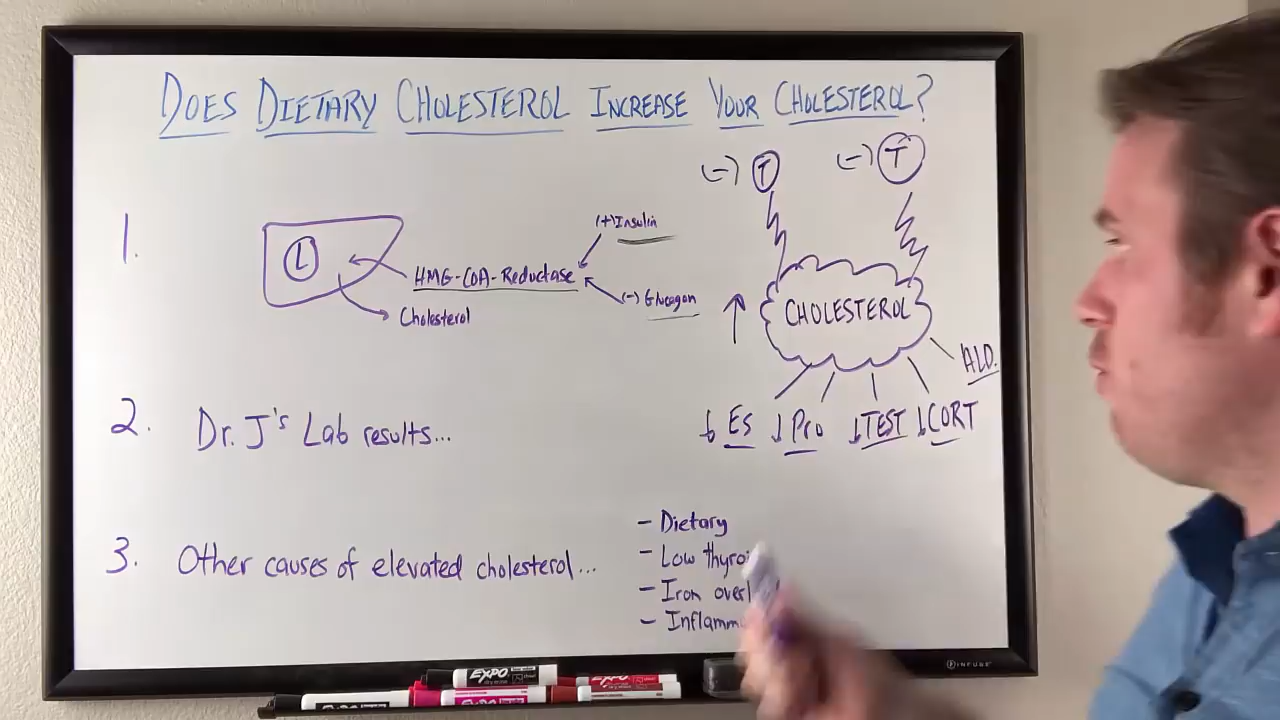 DOES DIETARY CHOLESTEROL INCREASE YOUR CHOLESTEROL?
1.
L
HMG-COA-Reductase
Cholesterol
(+) Insulin
(-) Glucagon
(-) T
(-) T
↑ CHOLESTEROL
↓ ES ↓ Pro ↓ TEST ↓ CORT
ALD.
2. Dr. J's Lab results...
3. Other causes of elevated cholesterol...
- Dietary
- Low
- Iron
-
EXPO
EXPO
EXPO
INFUSE